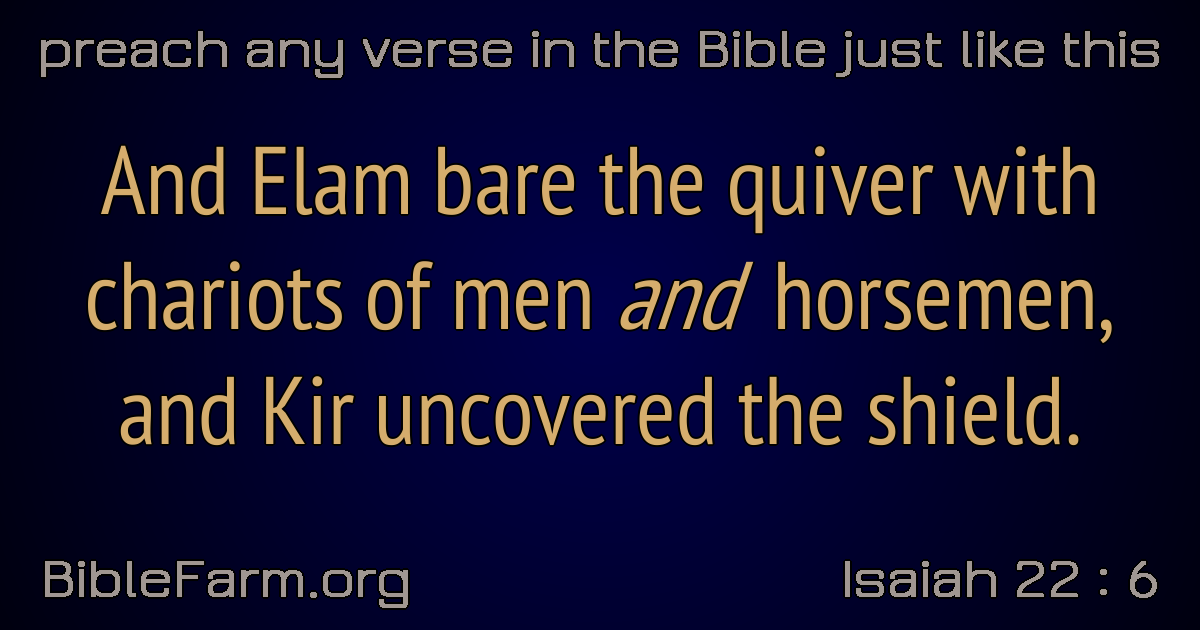 preach any verse in the Bible just like this
And Elam bare the quiver with
chariots of men and horsemen,
and Kir uncovered the shield.
BibleFarm.org
Isaiah 22 : 6